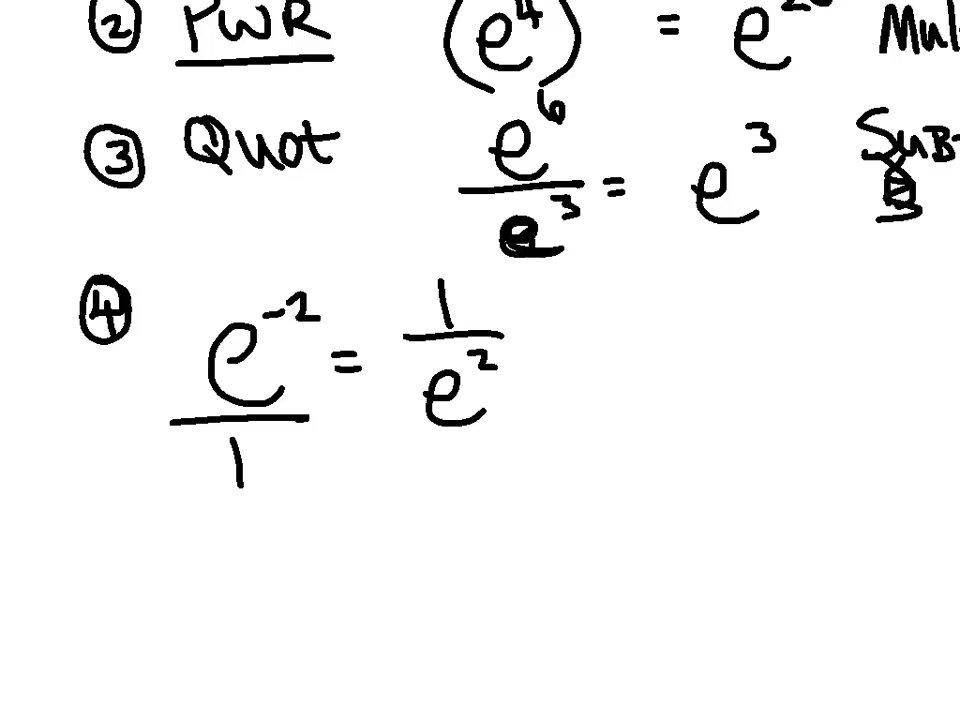 ② PWR (e⁴) = e²⁰ Mul
③ Quot e⁶/e³ = e³ Sub
④ e⁻²/1 = 1/e²